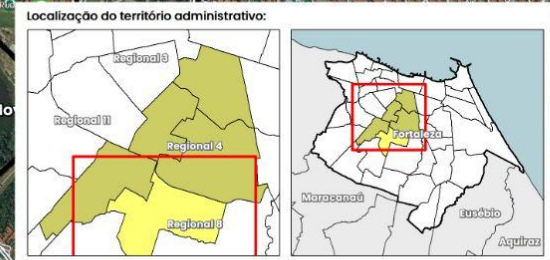 Localização do território administrativo:
Regional 3
Regional 11
Regional 4
Regional 8
Fortaleza
Maracanaú
Eusébio
Aquiraz